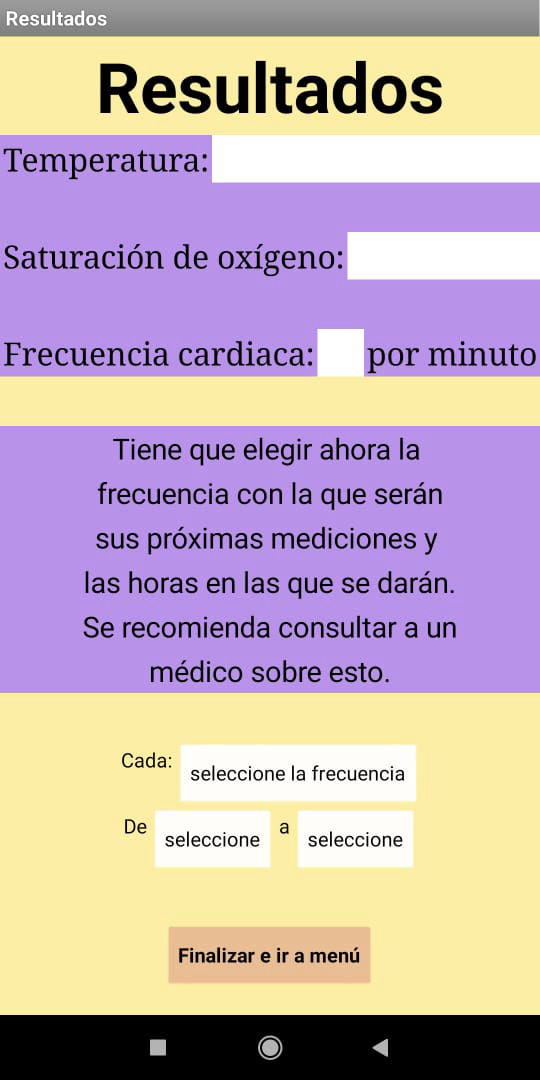 Resultados
Resultados
Temperatura:
Saturación de oxígeno:
Frecuencia cardiaca: por minuto
Tiene que elegir ahora la
frecuencia con la que serán
sus próximas mediciones y
las horas en las que se darán.
Se recomienda consultar a un
médico sobre esto.
Cada: seleccione la frecuencia
De seleccione a seleccione
Finalizar e ir a menú